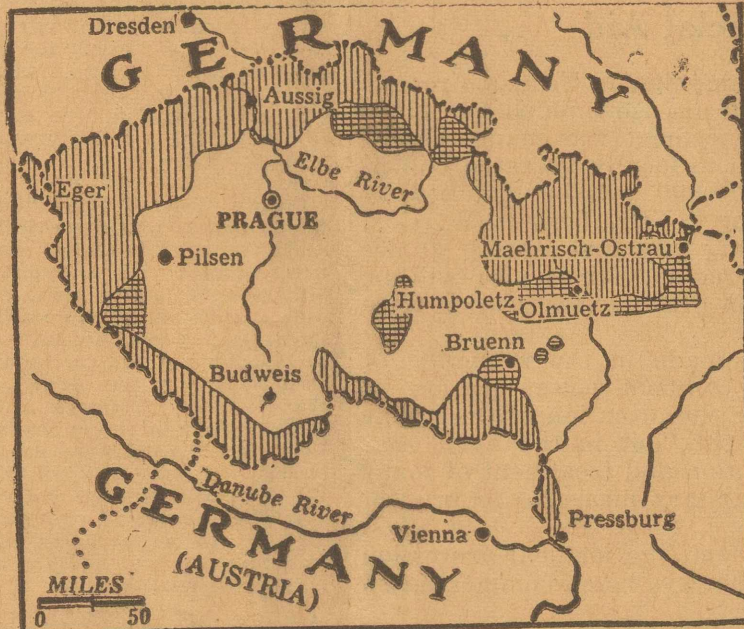 Dresden
GERMANY
Aussig
Elbe River
Eger
PRAGUE
Pilsen
Maehrisch-Ostrau
Humpoletz
Olmuetz
Bruenn
Budweis
Danube River
GERMANY
(AUSTRIA)
Vienna
Pressburg
MILES
0 50